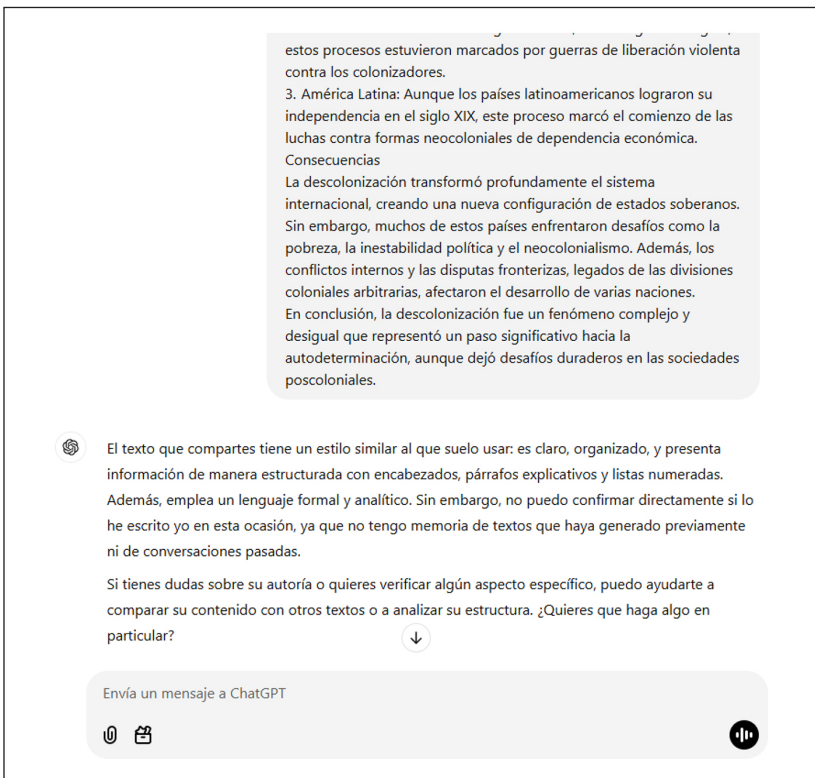 estos procesos estuvieron marcados por guerras de liberación violenta
contra los colonizadores.
3. América Latina: Aunque los países latinoamericanos lograron su
independencia en el siglo XIX, este proceso marcó el comienzo de las
luchas contra formas neocoloniales de dependencia económica.
Consecuencias
La descolonización transformó profundamente el sistema
internacional, creando una nueva configuración de estados soberanos.
Sin embargo, muchos de estos países enfrentaron desafíos como la
pobreza, la inestabilidad política y el neocolonialismo. Además, los
conflictos internos y las disputas fronterizas, legados de las divisiones
coloniales arbitrarias, afectaron el desarrollo de varias naciones.
En conclusión, la descolonización fue un fenómeno complejo y
desigual que representó un paso significativo hacia la
autodeterminación, aunque dejó desafíos duraderos en las sociedades
poscoloniales.
El texto que compartes tiene un estilo similar al que suelo usar: es claro, organizado, y presenta
información de manera estructurada con encabezados, párrafos explicativos y listas numeradas.
Además, emplea un lenguaje formal y analítico. Sin embargo, no puedo confirmar directamente si lo
he escrito yo en esta ocasión, ya que no tengo memoria de textos que haya generado previamente
ni de conversaciones pasadas.
Si tienes dudas sobre su autoría o quieres verificar algún aspecto específico, puedo ayudarte a
comparar su contenido con otros textos o a analizar su estructura. ¿Quieres que haga algo en
particular?
Envía un mensaje a ChatGPT